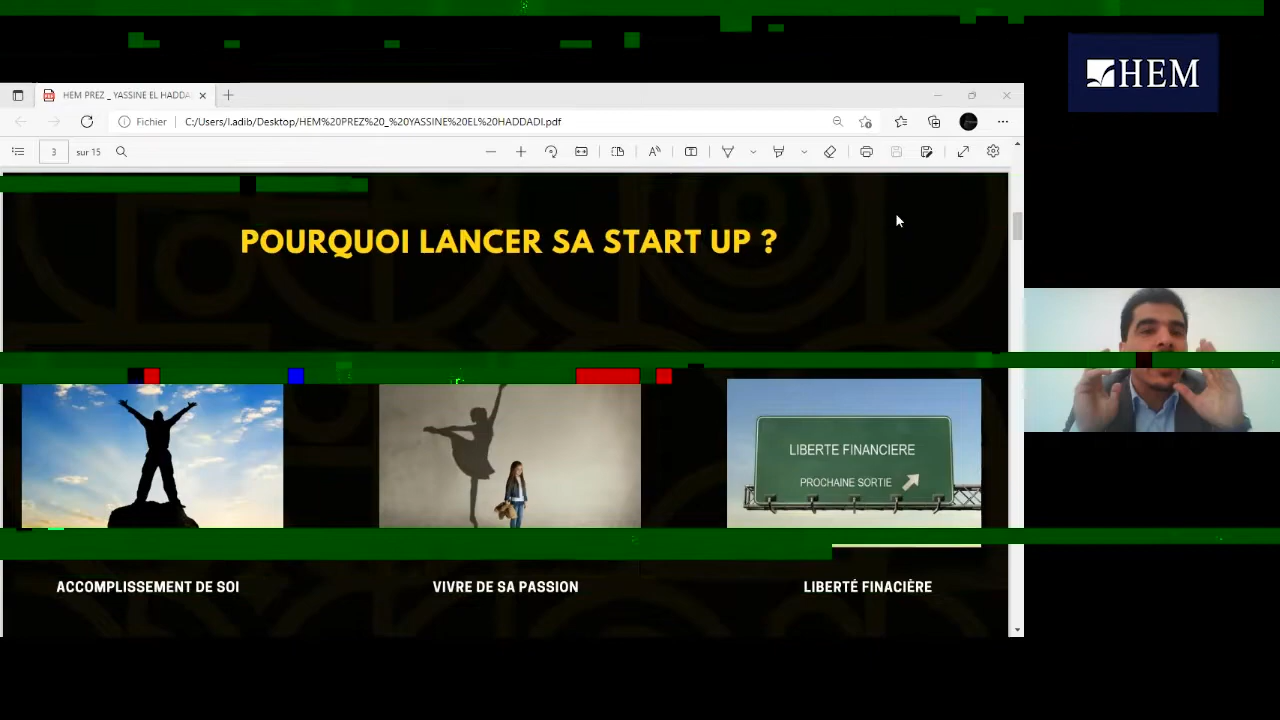 HEM
HEM PREZ _ YASSINE EL HADDA
Fichier
C:/Users/l.adib/Desktop/HEM%20PREZ%20_%20YASSINE%20EL%20HADDADI.pdf
3 sur 15
POURQUOI LANCER SA START UP ?
LIBERTE FINANCIERE
PROCHAINE SORTIE
ACCOMPLISSEMENT DE SOI
VIVRE DE SA PASSION
LIBERTÉ FINACIÈRE